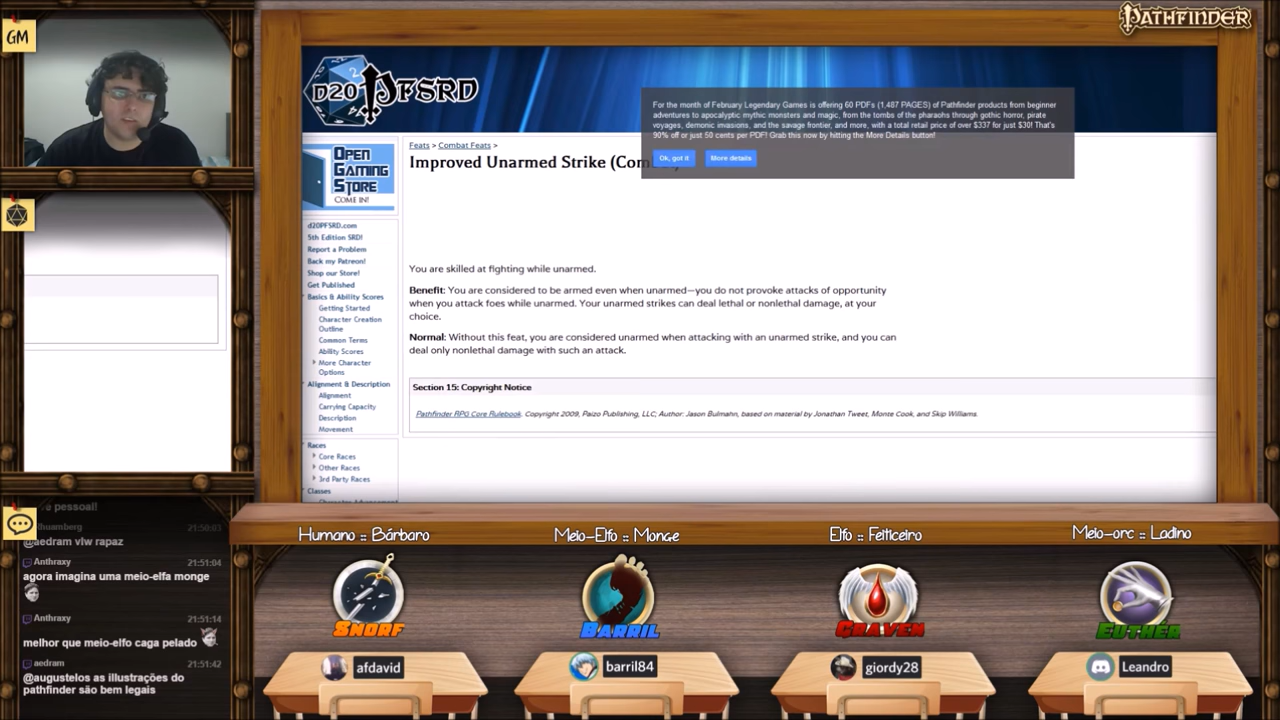 GM
PATHFINDER
D20 PFSRD
For the month of February Legendary Games is offering 60 PDFs (1,487 PAGES) of Pathfinder products from beginner
adventures to apocalyptic mythic monsters and magic, from the tombs of the pharaohs through gothic horror, pirate
voyages, demonic invasions, and the savage frontier, and more, with a total retail price of over $337 for just $30! That's
90% off or just 50 cents per PDF! Grab this now by hitting the More Details button!
Ok, got it
More details
Feats > Combat Feats >
Improved Unarmed Strike (Com
OPEN
GAMING
STORE
COME IN!
d20PFSRD.com
5th Edition SRD!
Report a Problem
Back my Patreon!
Shop our Store!
Get Published
Basics & Ability Scores
Getting Started
Character Creation
Outline
Common Terms
Ability Scores
More Character
Options
Alignment & Description
Alignment
Carrying Capacity
Description
Movement
Races
Core Races
Other Races
3rd Party Races
Classes
You are skilled at fighting while unarmed.
Benefit: You are considered to be armed even when unarmed—you do not provoke attacks of opportunity
when you attack foes while unarmed. Your unarmed strikes can deal lethal or nonlethal damage, at your
choice.
Normal: Without this feat, you are considered unarmed when attacking with an unarmed strike, and you can
deal only nonlethal damage with such an attack.
Section 15: Copyright Notice
Pathfinder RPG Core Rulebook. Copyright 2009, Paizo Publishing, LLC; Author: Jason Bulmahn, based on material by Jonathan Tweet, Monte Cook, and Skip Williams.
pessoal!
huamberg 21:50:03
@aedram vlw rapaz
Anthraxy 21:51:04
agora imagina uma meio-elfa monge
Anthraxy 21:51:14
melhor que meio-elfo caga pelado
aedram 21:51:42
@augustelos as illustrações do
pathfinder são bem legais
Humano :: Bárbaro
Meio-Elfo :: Monge
Elfo :: Feiticeiro
Meio-orc :: Ladino
SNORF
BARRIL
GRAVEN
EUTHER
afdavid
barril84
giordy28
Leandro